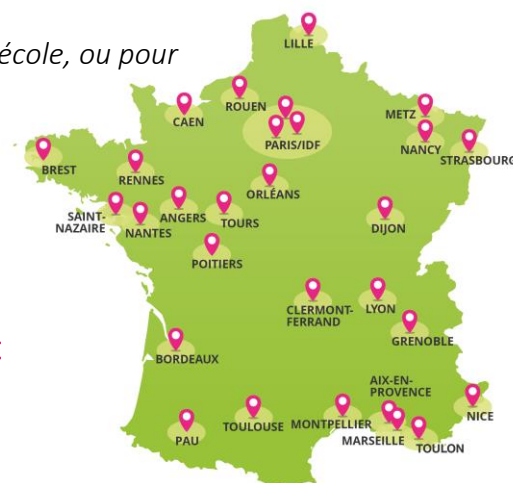 école, ou pour
LILLE
ROUEN
CAEN
PARIS/IDF
METZ
NANCY
STRASBOURG
BREST
RENNES
ORLÉANS
SAINT-
NAZAIRE
NANTES
ANGERS
TOURS
DIJON
POITIERS
CLERMONT-
FERRAND
LYON
GRENOBLE
:
BORDEAUX
AIX-EN-
PROVENCE
NICE
PAU
TOULOUSE
MONTPELLIER
MARSEILLE
TOULON